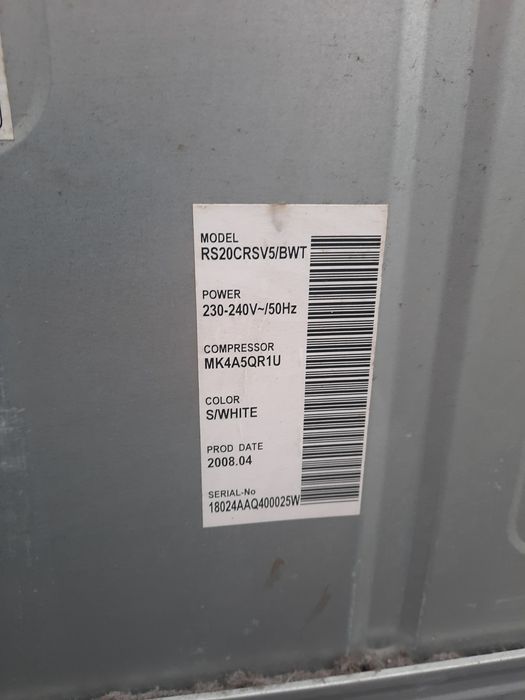 MODEL
RS20CRSV5/BWT
POWER
230-240V~/50Hz
COMPRESSOR
MK4A5QR1U
COLOR
S/WHITE
PROD DATE
2008.04
SERIAL-No
18024AAQ400025W